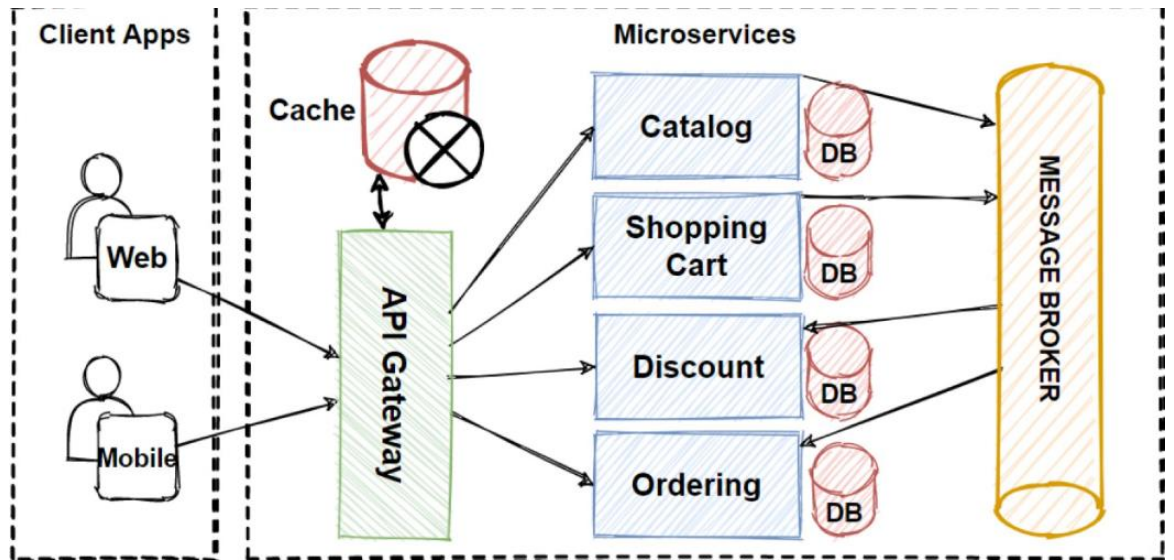 Client Apps
Microservices
Cache
Catalog
DB
Shopping
Cart
DB
Web
API Gateway
Discount
DB
Mobile
Ordering
DB
MESSAGE BROKER